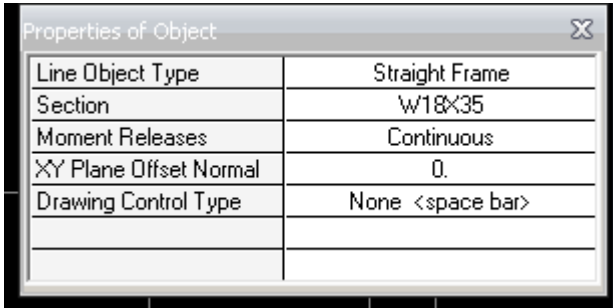 Properties of Object
Line Object Type Straight Frame
Section W18X35
Moment Releases Continuous
XY Plane Offset Normal 0.
Drawing Control Type None <space bar>